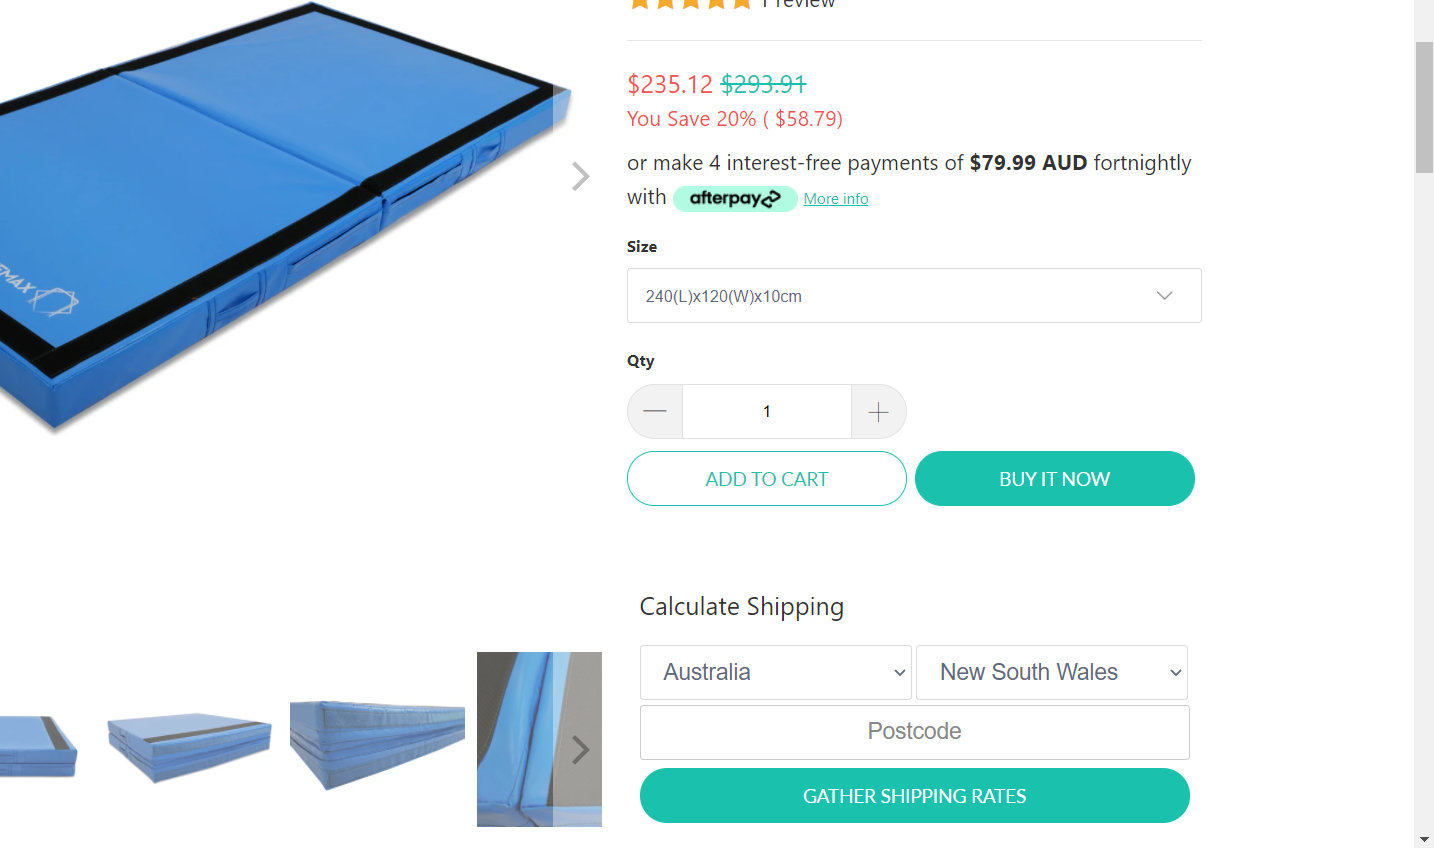 1 review
$235.12 $293.91
You Save 20% ( $58.79)
or make 4 interest-free payments of $79.99 AUD fortnightly
with afterpay More info
Size
240(L)x120(W)x10cm
Qty
1
ADD TO CART BUY IT NOW
Calculate Shipping
Australia New South Wales
Postcode
GATHER SHIPPING RATES